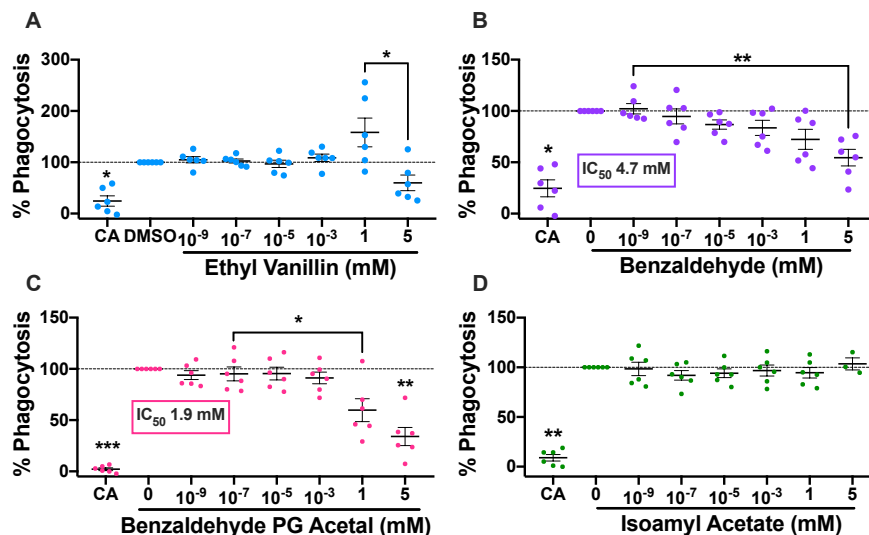 A
% Phagocytosis
300
200
100
0
*
*
CA DMSO 10-9 10-7 10-5 10-3 1 5
Ethyl Vanillin (mM)
B
% Phagocytosis
150
100
50
0
*
**
IC50 4.7 mM
CA 0 10-9 10-7 10-5 10-3 1 5
Benzaldehyde (mM)
C
% Phagocytosis
150
100
50
0
***
*
**
IC50 1.9 mM
CA 0 10-9 10-7 10-5 10-3 1 5
Benzaldehyde PG Acetal (mM)
D
% Phagocytosis
150
100
50
0
**
CA 0 10-9 10-7 10-5 10-3 1 5
Isoamyl Acetate (mM)